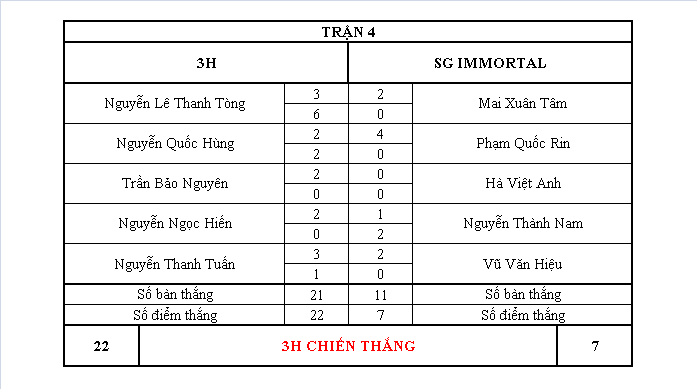 TRẬN 4
3H SG IMMORTAL
Nguyễn Lê Thanh Tòng 3 2 Mai Xuân Tâm
6 0
Nguyễn Quốc Hùng 2 4 Phạm Quốc Rin
2 0
Trần Bảo Nguyên 2 0 Hà Việt Anh
0 0
Nguyễn Ngọc Hiến 2 1 Nguyễn Thành Nam
0 2
Nguyễn Thanh Tuấn 3 2 Vũ Văn Hiệu
1 0
Số bàn thắng 21 11 Số bàn thắng
Số điểm thắng 22 7 Số điểm thắng
22 3H CHIẾN THẮNG 7